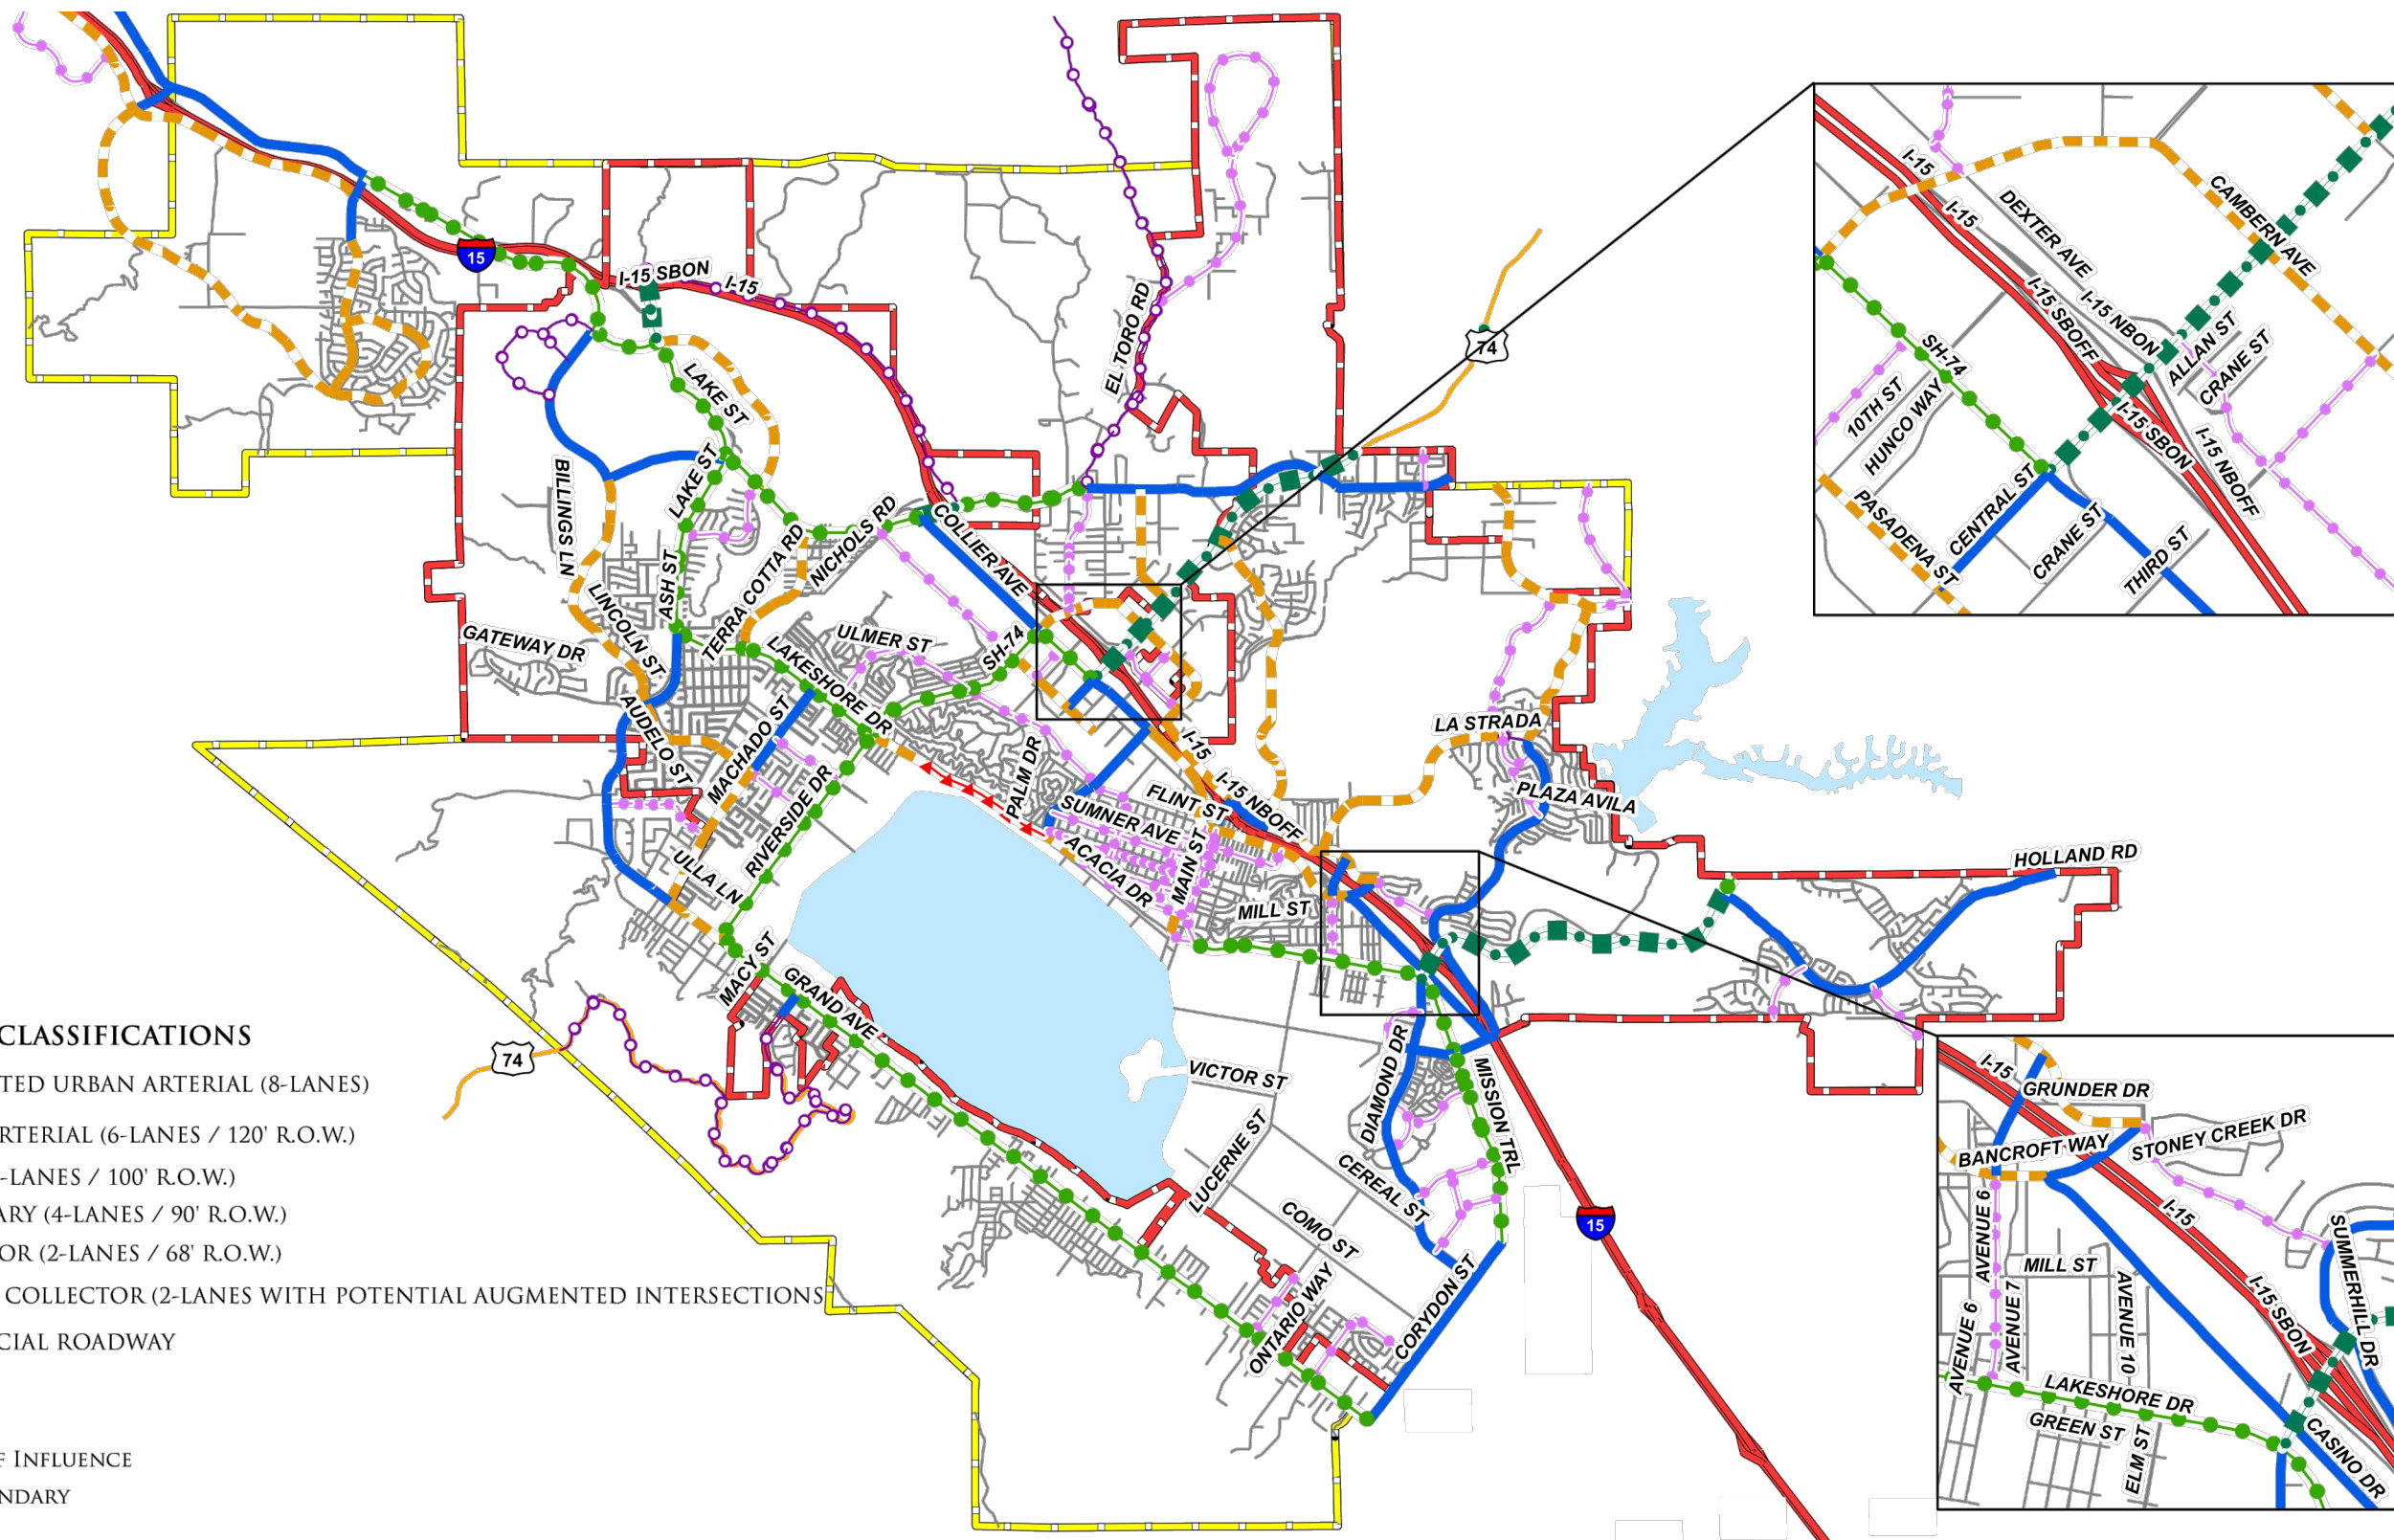 15
I-15 SBON
I-15
EL TORO RD
74
LAKE ST
LAKE ST
BILLINGS LN
ASH ST
LINCOLN ST
TERRA COTTA RD
NICHOLS RD
COLLIER AVE
GATEWAY DR
ULMER ST
SH-74
LAKESHORE DR
AUDELO ST
MACHADO ST
RIVERSIDE DR
ULLA LN
PALM DR
SUMNER AVE
ACACIA DR
MAIN ST
FLINT ST
I-15
I-15 NBOFF
MILL ST
LA STRADA
PLAZA AVILA
HOLLAND RD
MACY ST
GRAND AVE
74
VICTOR ST
LUCERNE ST
DIAMOND DR
MISSION TRL
CEREAL ST
COMO ST
ONTARIO WAY
CORYDON ST
15
I-15
I-15
DEXTER AVE
CAMBERN AVE
I-15 SBOFF
I-15 NBON
ALLAN ST
CRANE ST
SH-74
10TH ST
HUNCO WAY
I-15 SBON
I-15 NBOFF
PASADENA ST
CENTRAL ST
CRANE ST
THIRD ST
I-15
GRUNDER DR
BANCROFT WAY
STONEY CREEK DR
AVENUE 6
I-15
SUMMERHILL DR
MILL ST
AVENUE 6
AVENUE 7
AVENUE 10
I-15 SBON
LAKESHORE DR
GREEN ST
ELM ST
CASINO DR
CLASSIFICATIONS
TED URBAN ARTERIAL (8-LANES)
RTERIAL (6-LANES / 120' R.O.W.)
-LANES / 100' R.O.W.)
ARY (4-LANES / 90' R.O.W.)
OR (2-LANES / 68' R.O.W.)
COLLECTOR (2-LANES WITH POTENTIAL AUGMENTED INTERSECTIONS
CIAL ROADWAY
F INFLUENCE
NDARY